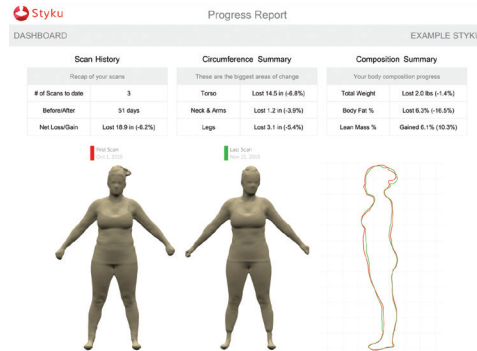 Styku
Progress Report
DASHBOARD
EXAMPLE STYK
Scan History
Recap of your scans
# of Scans to date 3
Before/After 51 days
Net Loss/Gain Lost 18.9 in (-6.2%)
Circumference Summary
These are the biggest areas of change
Torso Lost 14.5 in (-6.8%)
Neck & Arms Lost 1.2 in (-3.9%)
Legs Lost 3.1 in (-5.4%)
Composition Summary
Your body composition progress
Total Weight Lost 2.0 lbs (-1.4%)
Body Fat % Lost 6.3% (-16.5%)
Lean Mass % Gained 6.1% (10.3%)
First Scan
Last Scan